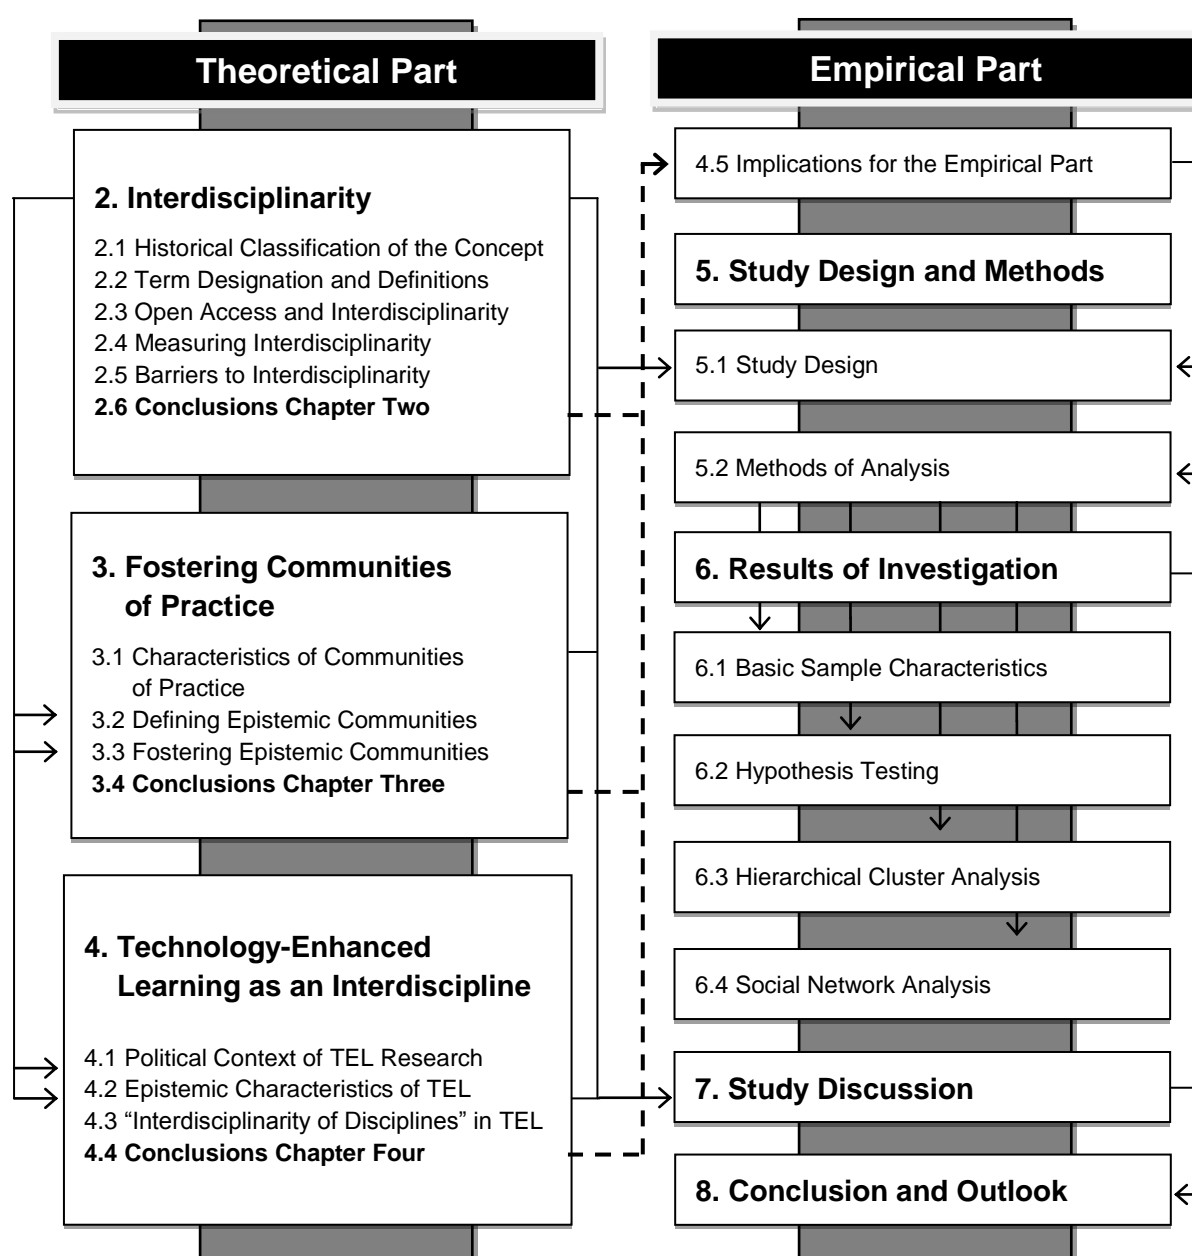 Theoretical Part
2. Interdisciplinarity
2.1 Historical Classification of the Concept
2.2 Term Designation and Definitions
2.3 Open Access and Interdisciplinarity
2.4 Measuring Interdisciplinarity
2.5 Barriers to Interdisciplinarity
2.6 Conclusions Chapter Two
3. Fostering Communities
of Practice
3.1 Characteristics of Communities
of Practice
3.2 Defining Epistemic Communities
3.3 Fostering Epistemic Communities
3.4 Conclusions Chapter Three
4. Technology-Enhanced
Learning as an Interdiscipline
4.1 Political Context of TEL Research
4.2 Epistemic Characteristics of TEL
4.3 “Interdisciplinarity of Disciplines” in TEL
4.4 Conclusions Chapter Four
Empirical Part
4.5 Implications for the Empirical Part
5. Study Design and Methods
5.1 Study Design
5.2 Methods of Analysis
6. Results of Investigation
6.1 Basic Sample Characteristics
6.2 Hypothesis Testing
6.3 Hierarchical Cluster Analysis
6.4 Social Network Analysis
7. Study Discussion
8. Conclusion and Outlook